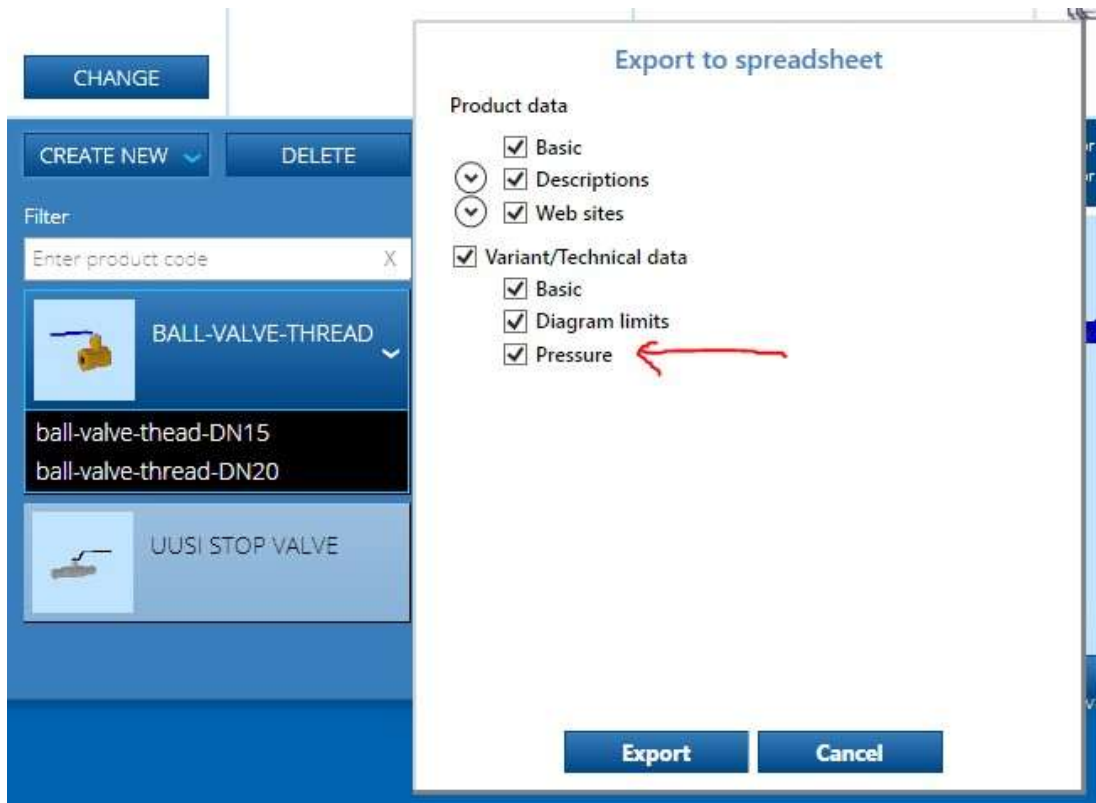 CHANGE
CREATE NEW
DELETE
Filter
Enter product code X
BALL-VALVE-THREAD
ball-valve-thead-DN15
ball-valve-thread-DN20
UUSI STOP VALVE
Export to spreadsheet
Product data
Basic
Descriptions
Web sites
Variant/Technical data
Basic
Diagram limits
Pressure
Export
Cancel